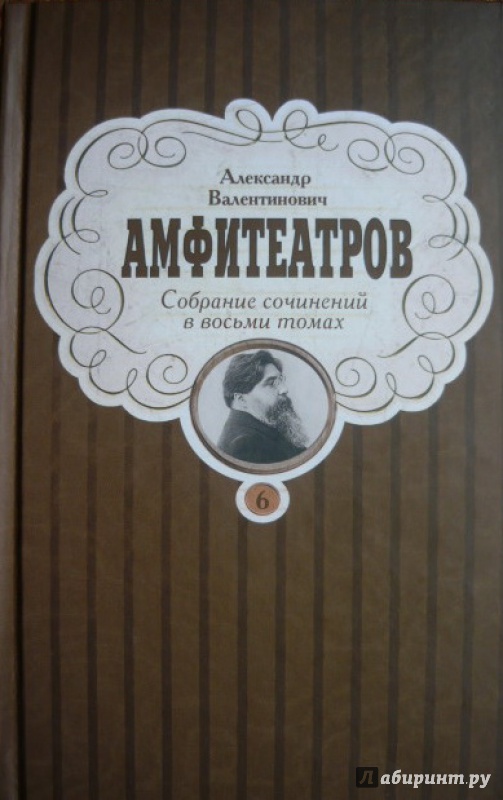 Александр
Валентинович
АМФИТЕАТРОВ
Собрание сочинений
в восьми томах
6
лабиринт.ру